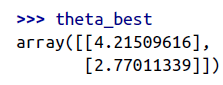 >>> theta_best
array([[4.21509616],
[2.77011339]])